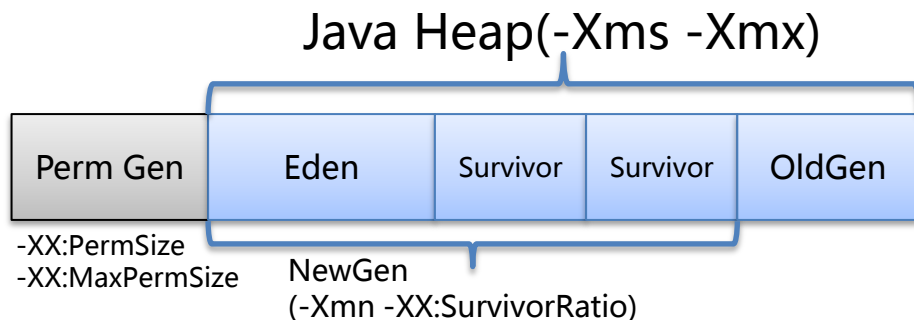 Java Heap(-Xms -Xmx)
Perm Gen
Eden
Survivor
Survivor
OldGen
-XX:PermSize
-XX:MaxPermSize
NewGen
(-Xmn -XX:SurvivorRatio)